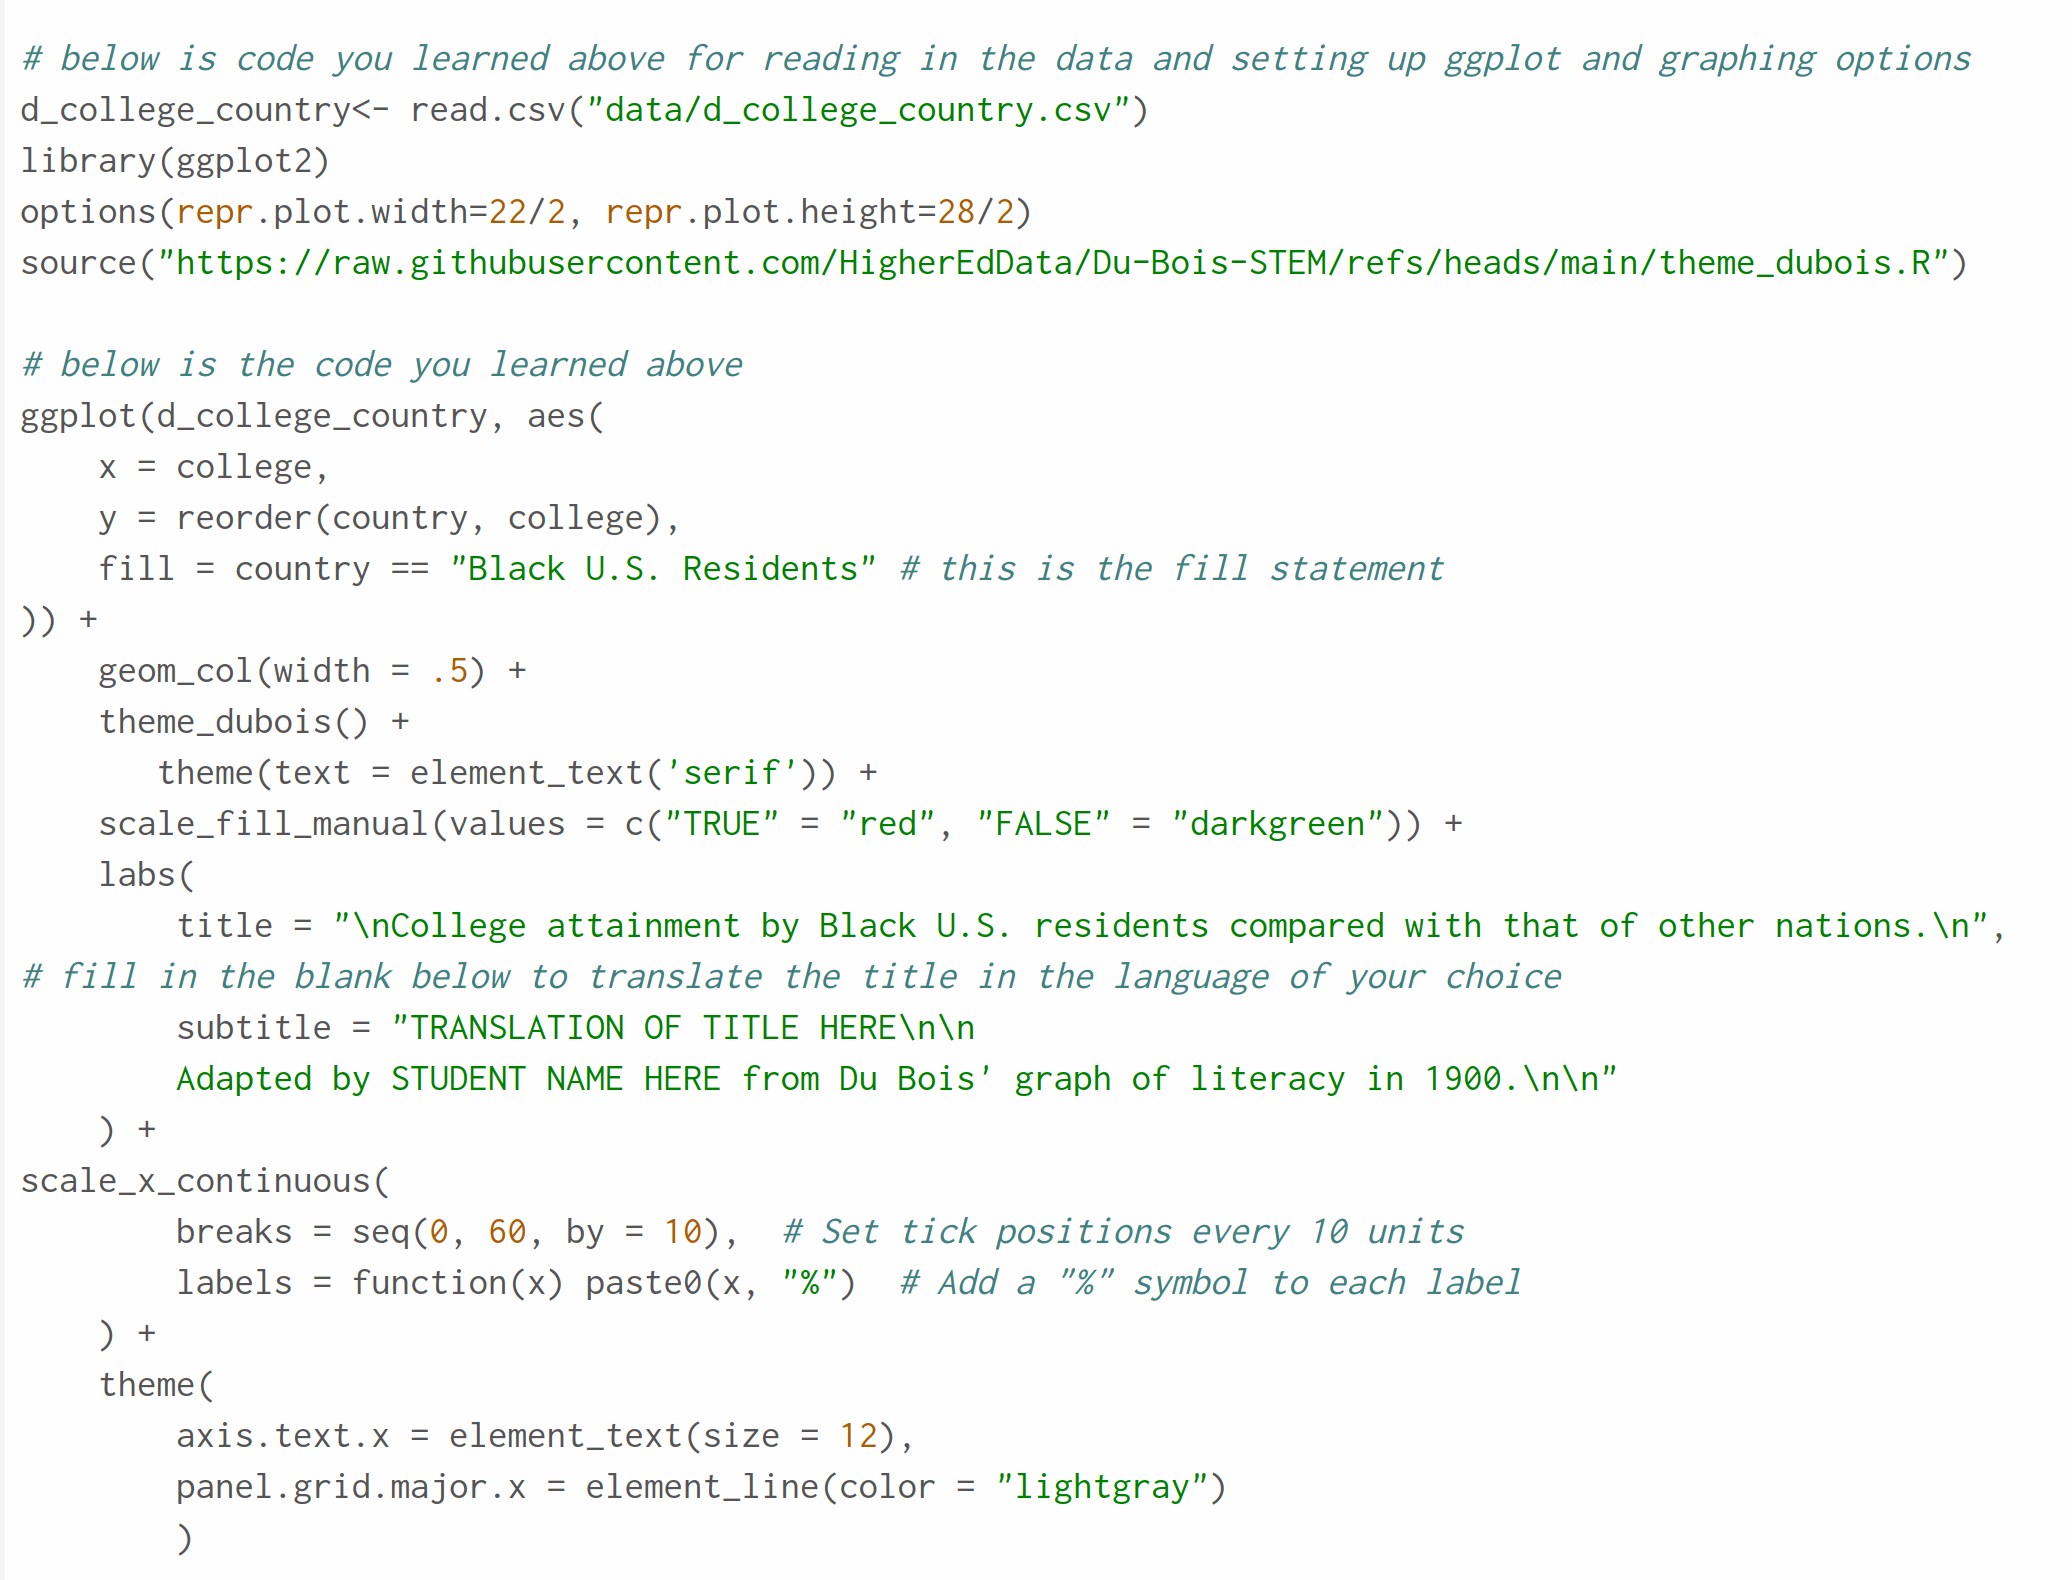 # below is code you learned above for reading in the data and setting up ggplot and graphing options
d_college_country<- read.csv("data/d_college_country.csv")
library(ggplot2)
options(repr.plot.width=22/2, repr.plot.height=28/2)
source("https://raw.githubusercontent.com/HigherEdData/Du-Bois-STEM/refs/heads/main/theme_dubois.R")

# below is the code you learned above
ggplot(d_college_country, aes(
    x = college,
    y = reorder(country, college),
    fill = country == "Black U.S. Residents" # this is the fill statement
)) +
    geom_col(width = .5) +
    theme_dubois() +
       theme(text = element_text('serif')) +
    scale_fill_manual(values = c("TRUE" = "red", "FALSE" = "darkgreen")) +
    labs(
        title = "\nCollege attainment by Black U.S. residents compared with that of other nations.\n",
# fill in the blank below to translate the title in the language of your choice
        subtitle = "TRANSLATION OF TITLE HERE\n\n
        Adapted by STUDENT NAME HERE from Du Bois' graph of literacy in 1900.\n\n"
    ) +
scale_x_continuous(
        breaks = seq(0, 60, by = 10),  # Set tick positions every 10 units
        labels = function(x) paste0(x, "%")  # Add a "%" symbol to each label
    ) +
    theme(
        axis.text.x = element_text(size = 12),
        panel.grid.major.x = element_line(color = "lightgray")
        )